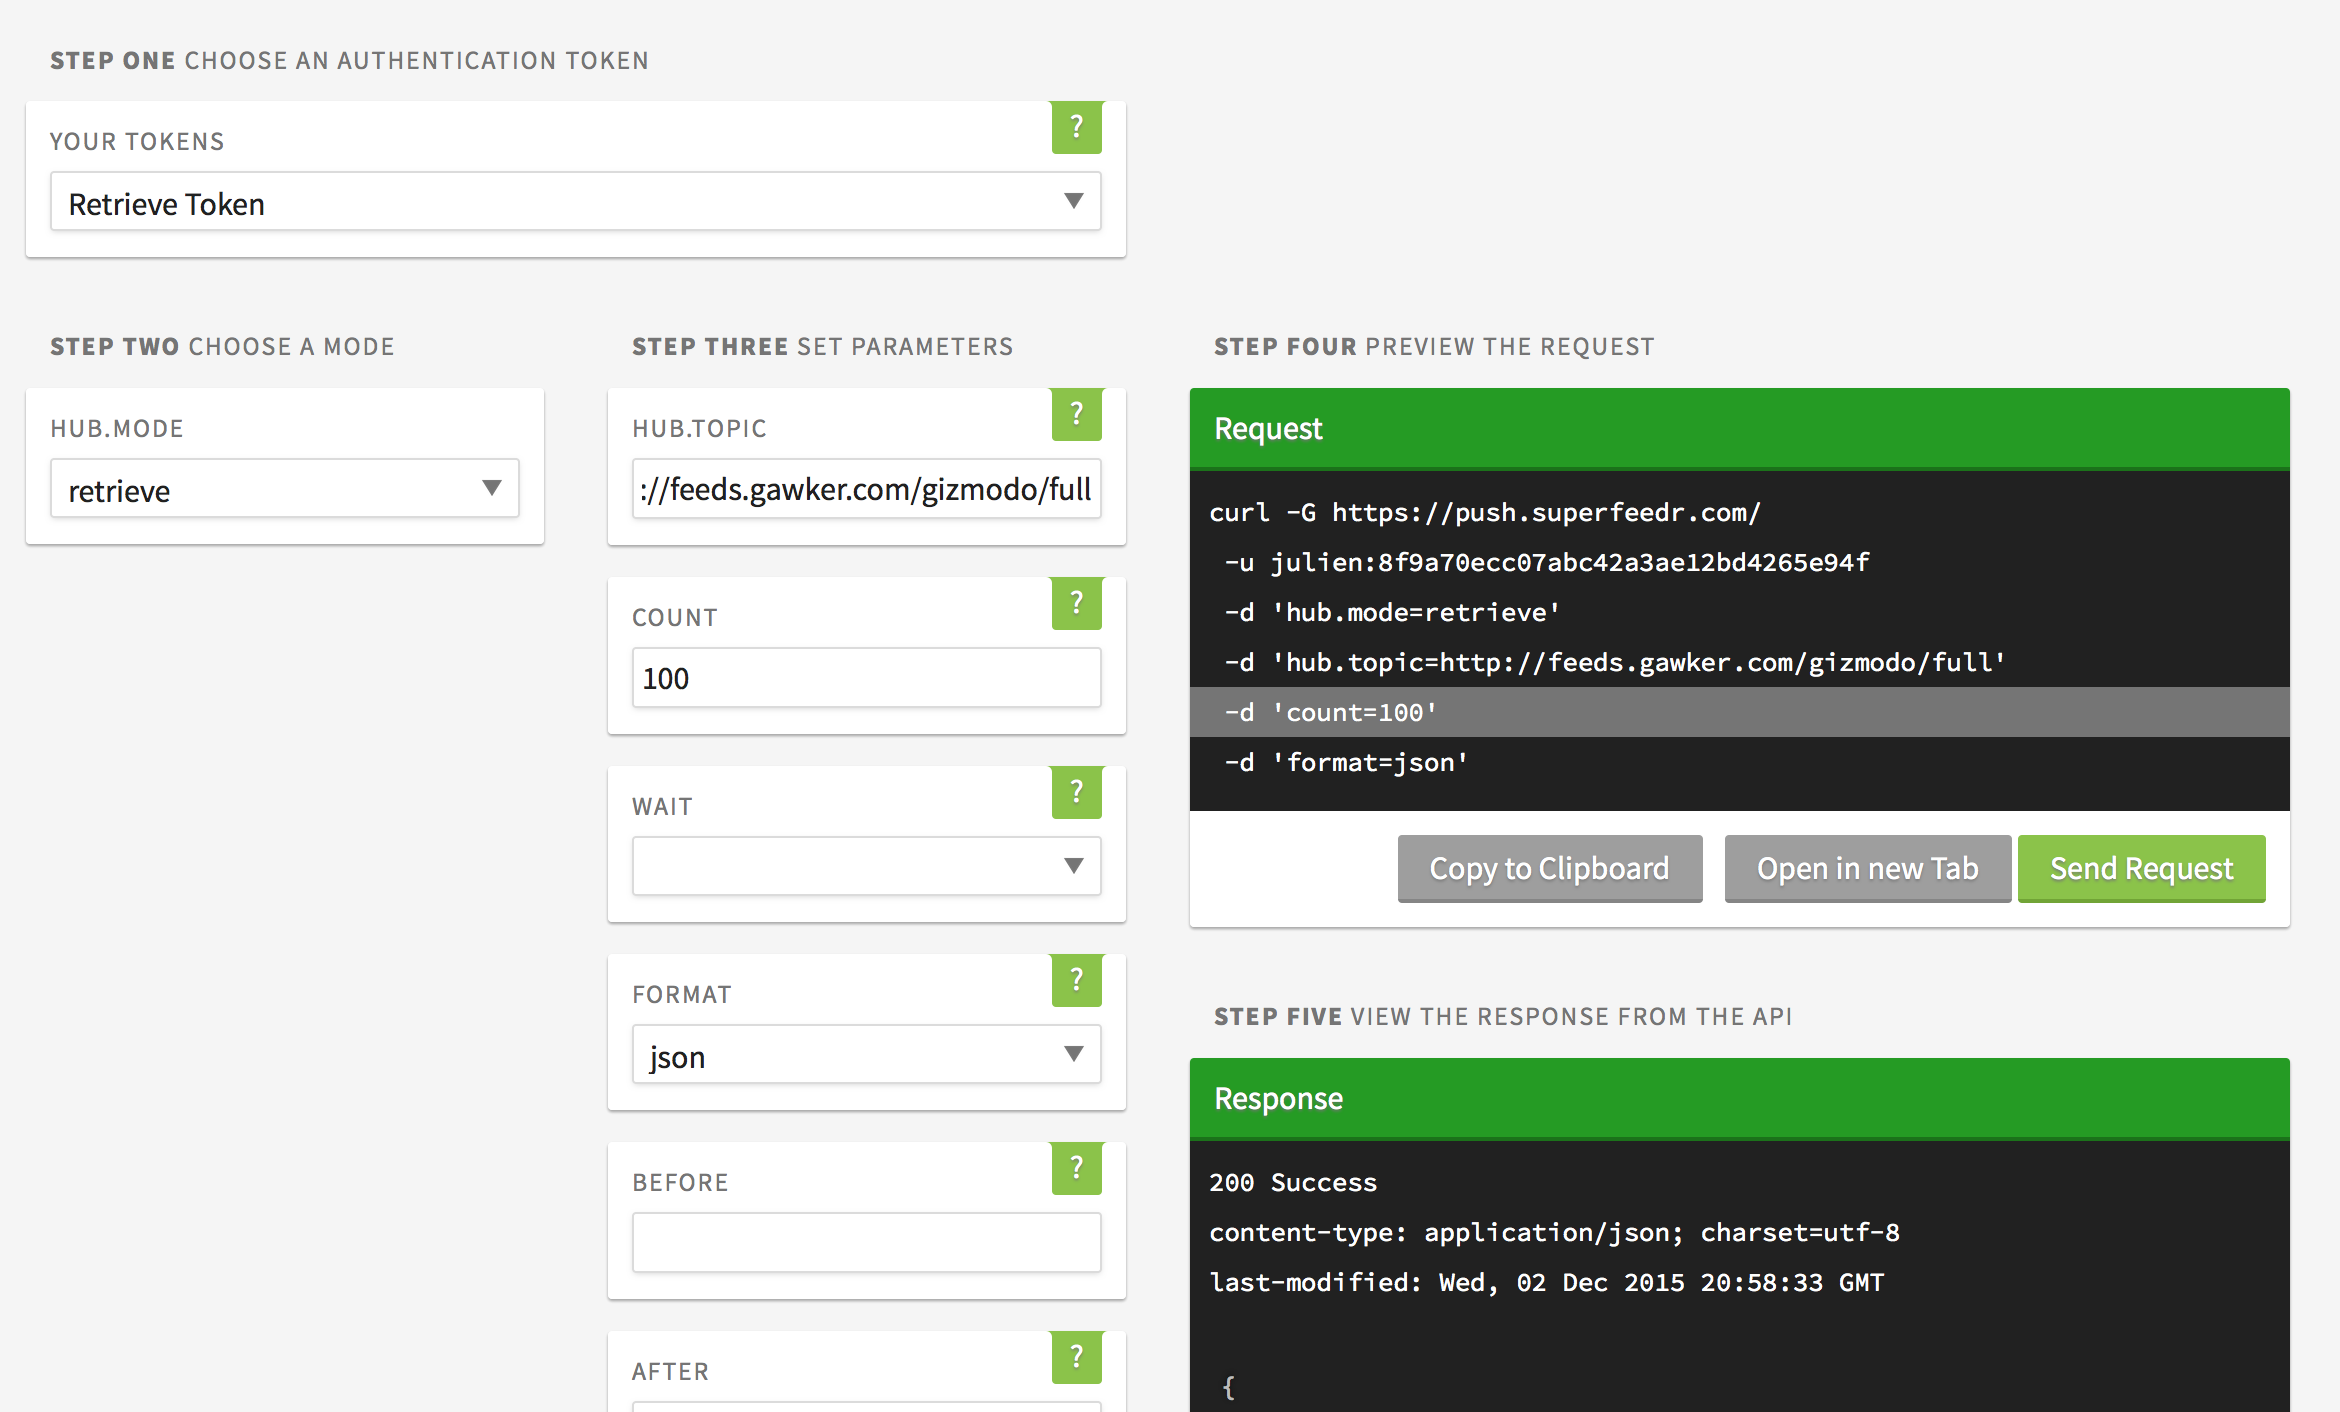 STEP ONE CHOOSE AN AUTHENTICATION TOKEN
?
YOUR TOKENS
Retrieve Token
STEP TWO CHOOSE A MODE
HUB.MODE
retrieve
STEP THREE SET PARAMETERS
?
HUB.TOPIC
://feeds.gawker.com/gizmodo/full
?
COUNT
100
?
WAIT
?
FORMAT
json
?
BEFORE
?
AFTER
STEP FOUR PREVIEW THE REQUEST
Request
curl -G https://push.superfeedr.com/
-u julien:8f9a70ecc07abc42a3ae12bd4265e94f
-d 'hub.mode=retrieve'
-d 'hub.topic=http://feeds.gawker.com/gizmodo/full'
-d 'count=100'
-d 'format=json'
Copy to Clipboard
Open in new Tab
Send Request
STEP FIVE VIEW THE RESPONSE FROM THE API
Response
200 Success
content-type: application/json; charset=utf-8
last-modified: Wed, 02 Dec 2015 20:58:33 GMT
{